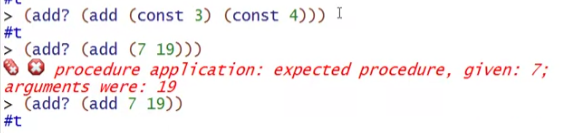 #t
> (add? (add (const 3) (const 4)))
#t
> (add? (add (7 19)))
procedure application: expected procedure, given: 7;
arguments were: 19
> (add? (add 7 19))
#t